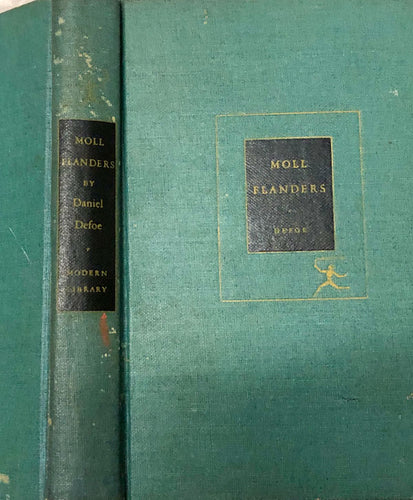 MOLL
FLANDERS
BY
Daniel
Defoe
MODERN
LIBRARY
MOLL
FLANDERS
DEFOE